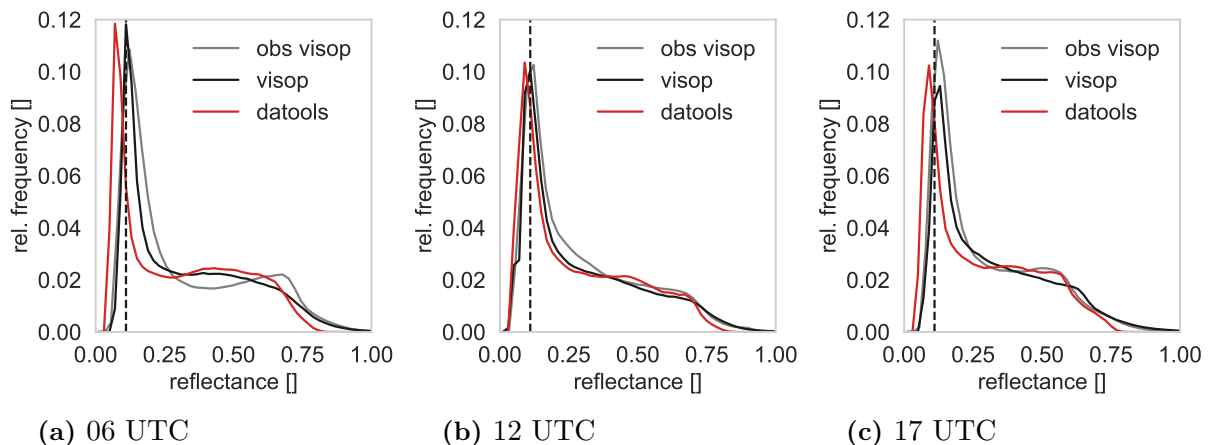 0.12
0.10
0.08
0.06
0.04
0.02
0.00
rel. frequency []
obs visop
visop
datools
0.00 0.25 0.50 0.75 1.00
reflectance []
(a) 06 UTC
0.12
0.10
0.08
0.06
0.04
0.02
0.00
rel. frequency []
obs visop
visop
datools
0.00 0.25 0.50 0.75 1.00
reflectance []
(b) 12 UTC
0.12
0.10
0.08
0.06
0.04
0.02
0.00
rel. frequency []
obs visop
visop
datools
0.00 0.25 0.50 0.75 1.00
reflectance []
(c) 17 UTC